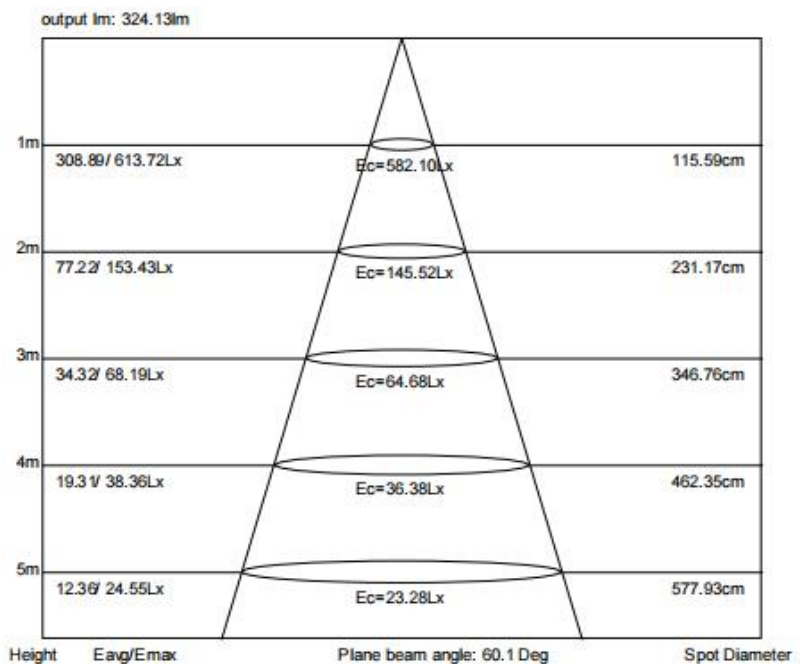 output lm: 324.13lm
1m
308.89/ 613.72Lx Ec=582.10Lx 115.59cm
2m
77.22/ 153.43Lx Ec=145.52Lx 231.17cm
3m
34.32/ 68.19Lx Ec=64.68Lx 346.76cm
4m
19.31/ 38.36Lx Ec=36.38Lx 462.35cm
5m
12.36/ 24.55Lx Ec=23.28Lx 577.93cm
Height Eavg/Emax Plane beam angle: 60.1 Deg Spot Diameter